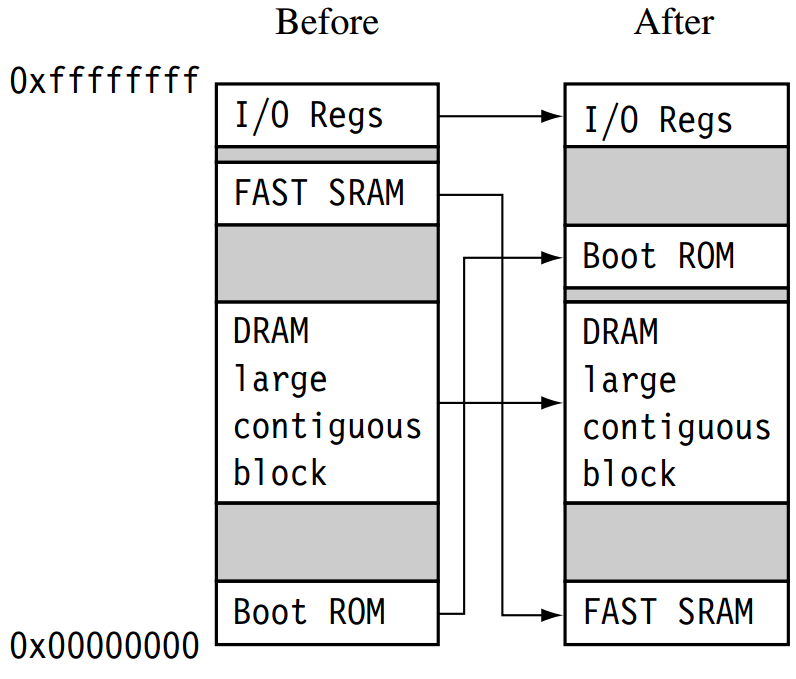 Before
After
0xffffffff
I/O Regs
FAST SRAM
DRAM
large
contiguous
block
Boot ROM
0x00000000
I/O Regs
Boot ROM
DRAM
large
contiguous
block
FAST SRAM